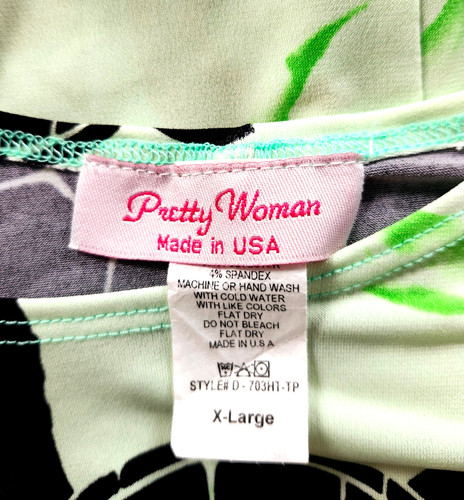 Pretty Woman
Made in USA
4% SPANDEX
MACHINE OR HAND WASH
WITH COLD WATER
WITH LIKE COLORS
FLAT DRY
DO NOT BLEACH
FLAT DRY
MADE IN U.S.A
STYLE# D - 703H1-TP
X-Large